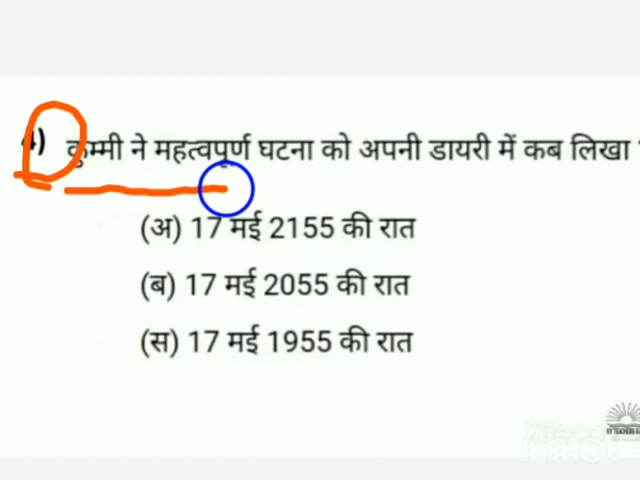 4) कुम्मी ने महत्वपूर्ण घटना को अपनी डायरी में कब लिखा
(अ) 17 मई 2155 की रात
(ब) 17 मई 2055 की रात
(स) 17 मई 1955 की रात